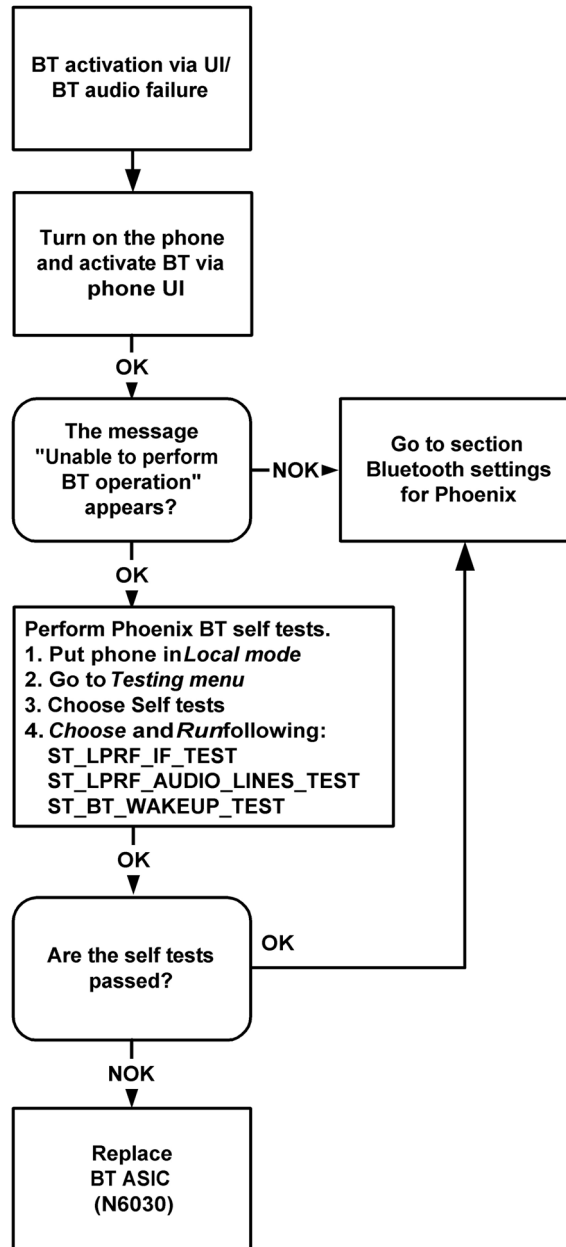 BT activation via UI/
BT audio failure
Turn on the phone
and activate BT via
phone UI
OK
The message
"Unable to perform
BT operation"
appears?
NOK
Go to section
Bluetooth settings
for Phoenix
OK
Perform Phoenix BT self tests.
1. Put phone in Local mode
2. Go to Testing menu
3. Choose Self tests
4. Choose and Run following:
ST_LPRF_IF_TEST
ST_LPRF_AUDIO_LINES_TEST
ST_BT_WAKEUP_TEST
OK
Are the self tests
passed?
OK
NOK
Replace
BT ASIC
(N6030)